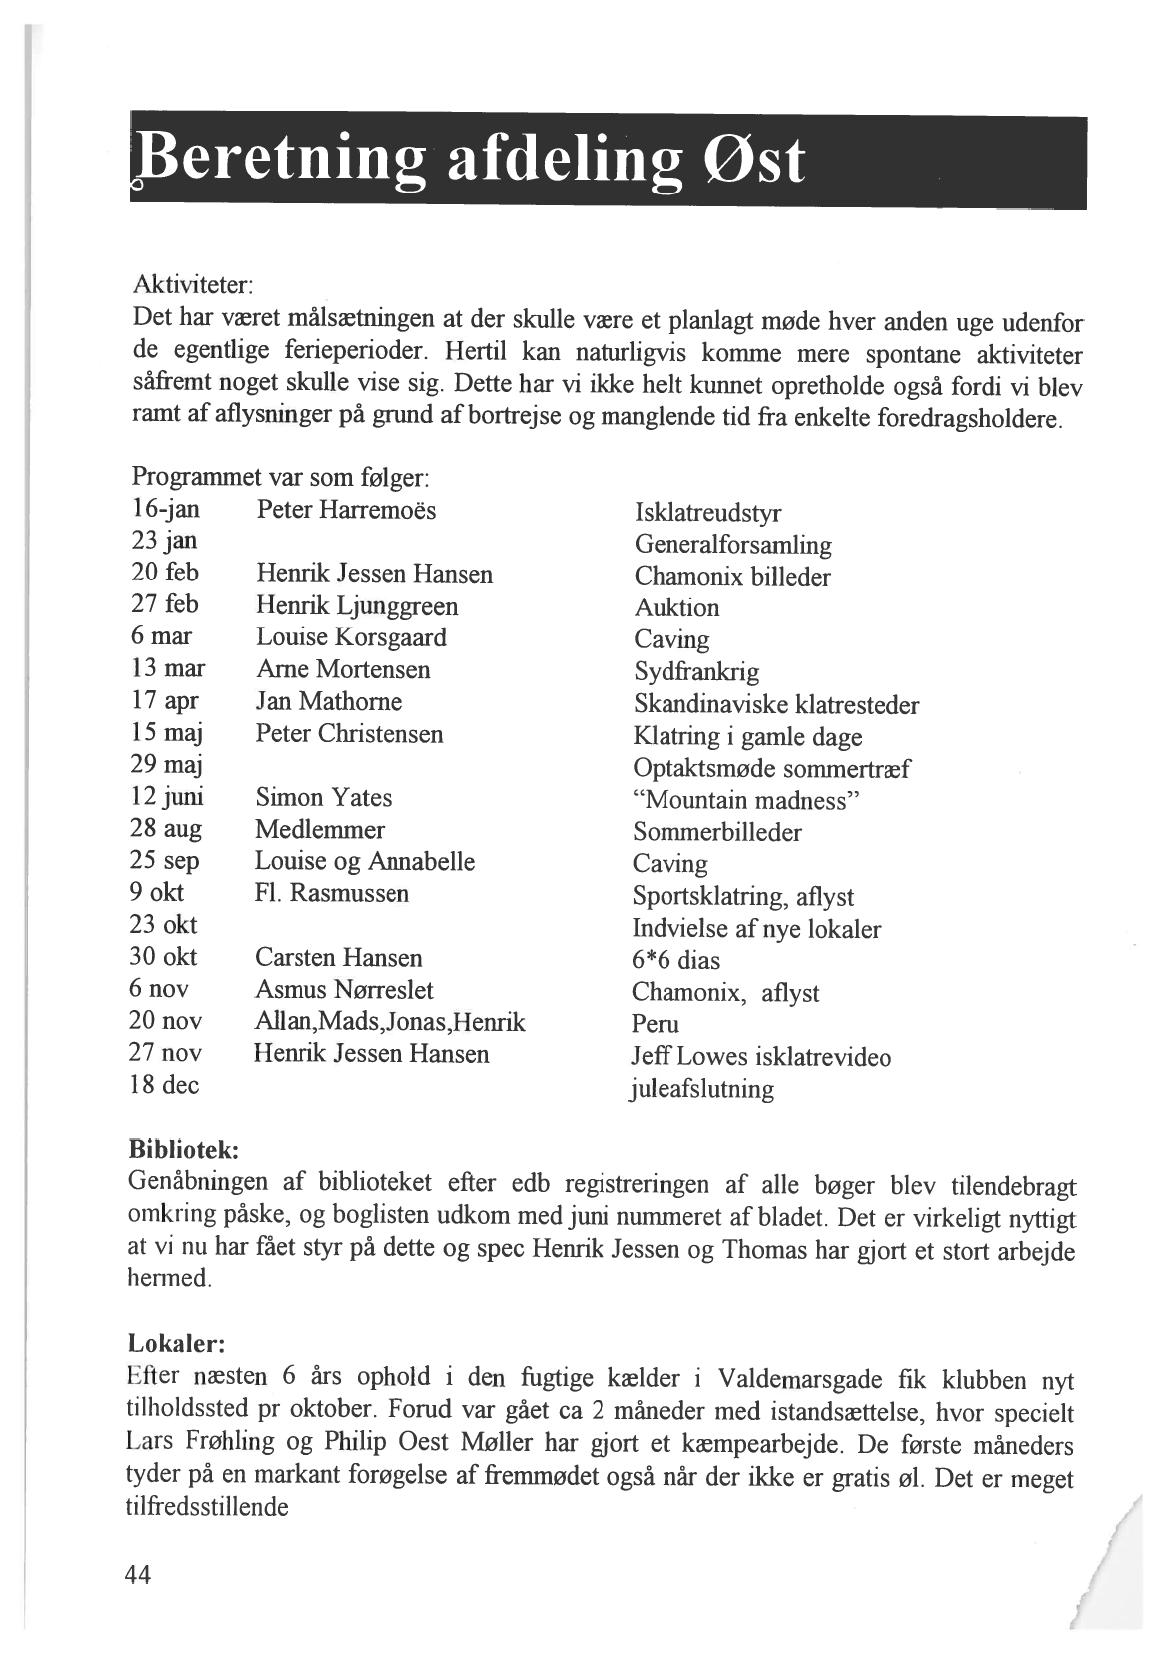 Beretning afdeling Øst
Aktiviteter:
Det har været målsætningen at der skulle være et planlagt møde hver anden uge udenfor
de egentlige ferieperioder. Hertil kan naturligvis komme mere spontane aktiviteter
såfremt noget skulle vise sig. Dette har vi ikke helt kunnet opretholde også fordi vi blev
ramt af aflysninger på grund af bortrejse og manglende tid fra enkelte foredragsholdere.
Programmet var som følger:
16-jan Peter Harremoës Isklatreudstyr
23 jan Generalforsamling
20 feb Henrik Jessen Hansen Chamonix billeder
27 feb Henrik Ljunggreen Auktion
6 mar Louise Korsgaard Caving
13 mar Arne Mortensen Sydfrankrig
17 apr Jan Mathorne Skandinaviske klatresteder
15 maj Peter Christensen Klatring i gamle dage
29 maj Optaktsmøde sommertræf
12 juni Simon Yates “Mountain madness”
28 aug Medlemmer Sommerbilleder
25 sep Louise og Annabelle Caving
9 okt Fl. Rasmussen Sportsklatring, aflyst
23 okt Indvielse af nye lokaler
30 okt Carsten Hansen 6*6 dias
6 nov Asmus Nørreslet Chamonix, aflyst
20 nov Allan,Mads,Jonas,Henrik Peru
27 nov Henrik Jessen Hansen Jeff Lowes isklatrevideo
18 dec juleafslutning
Bibliotek:
Genåbningen af biblioteket efter edb registreringen af alle bøger blev tilendebragt
omkring påske, og boglisten udkom med juni nummeret af bladet. Det er virkeligt nyttigt
at vi nu har fået styr på dette og spec Henrik Jessen og Thomas har gjort et stort arbejde
hermed.
Lokaler:
Efter næsten 6 års ophold i den fugtige kælder i Valdemarsgade fik klubben nyt
tilholdssted pr oktober. Forud var gået ca 2 måneder med istandsættelse, hvor specielt
Lars Frøhling og Philip Oest Møller har gjort et kæmpearbejde. De første måneders
tyder på en markant forøgelse af fremmødet også når der ikke er gratis øl. Det er meget
tilfredsstillende
44